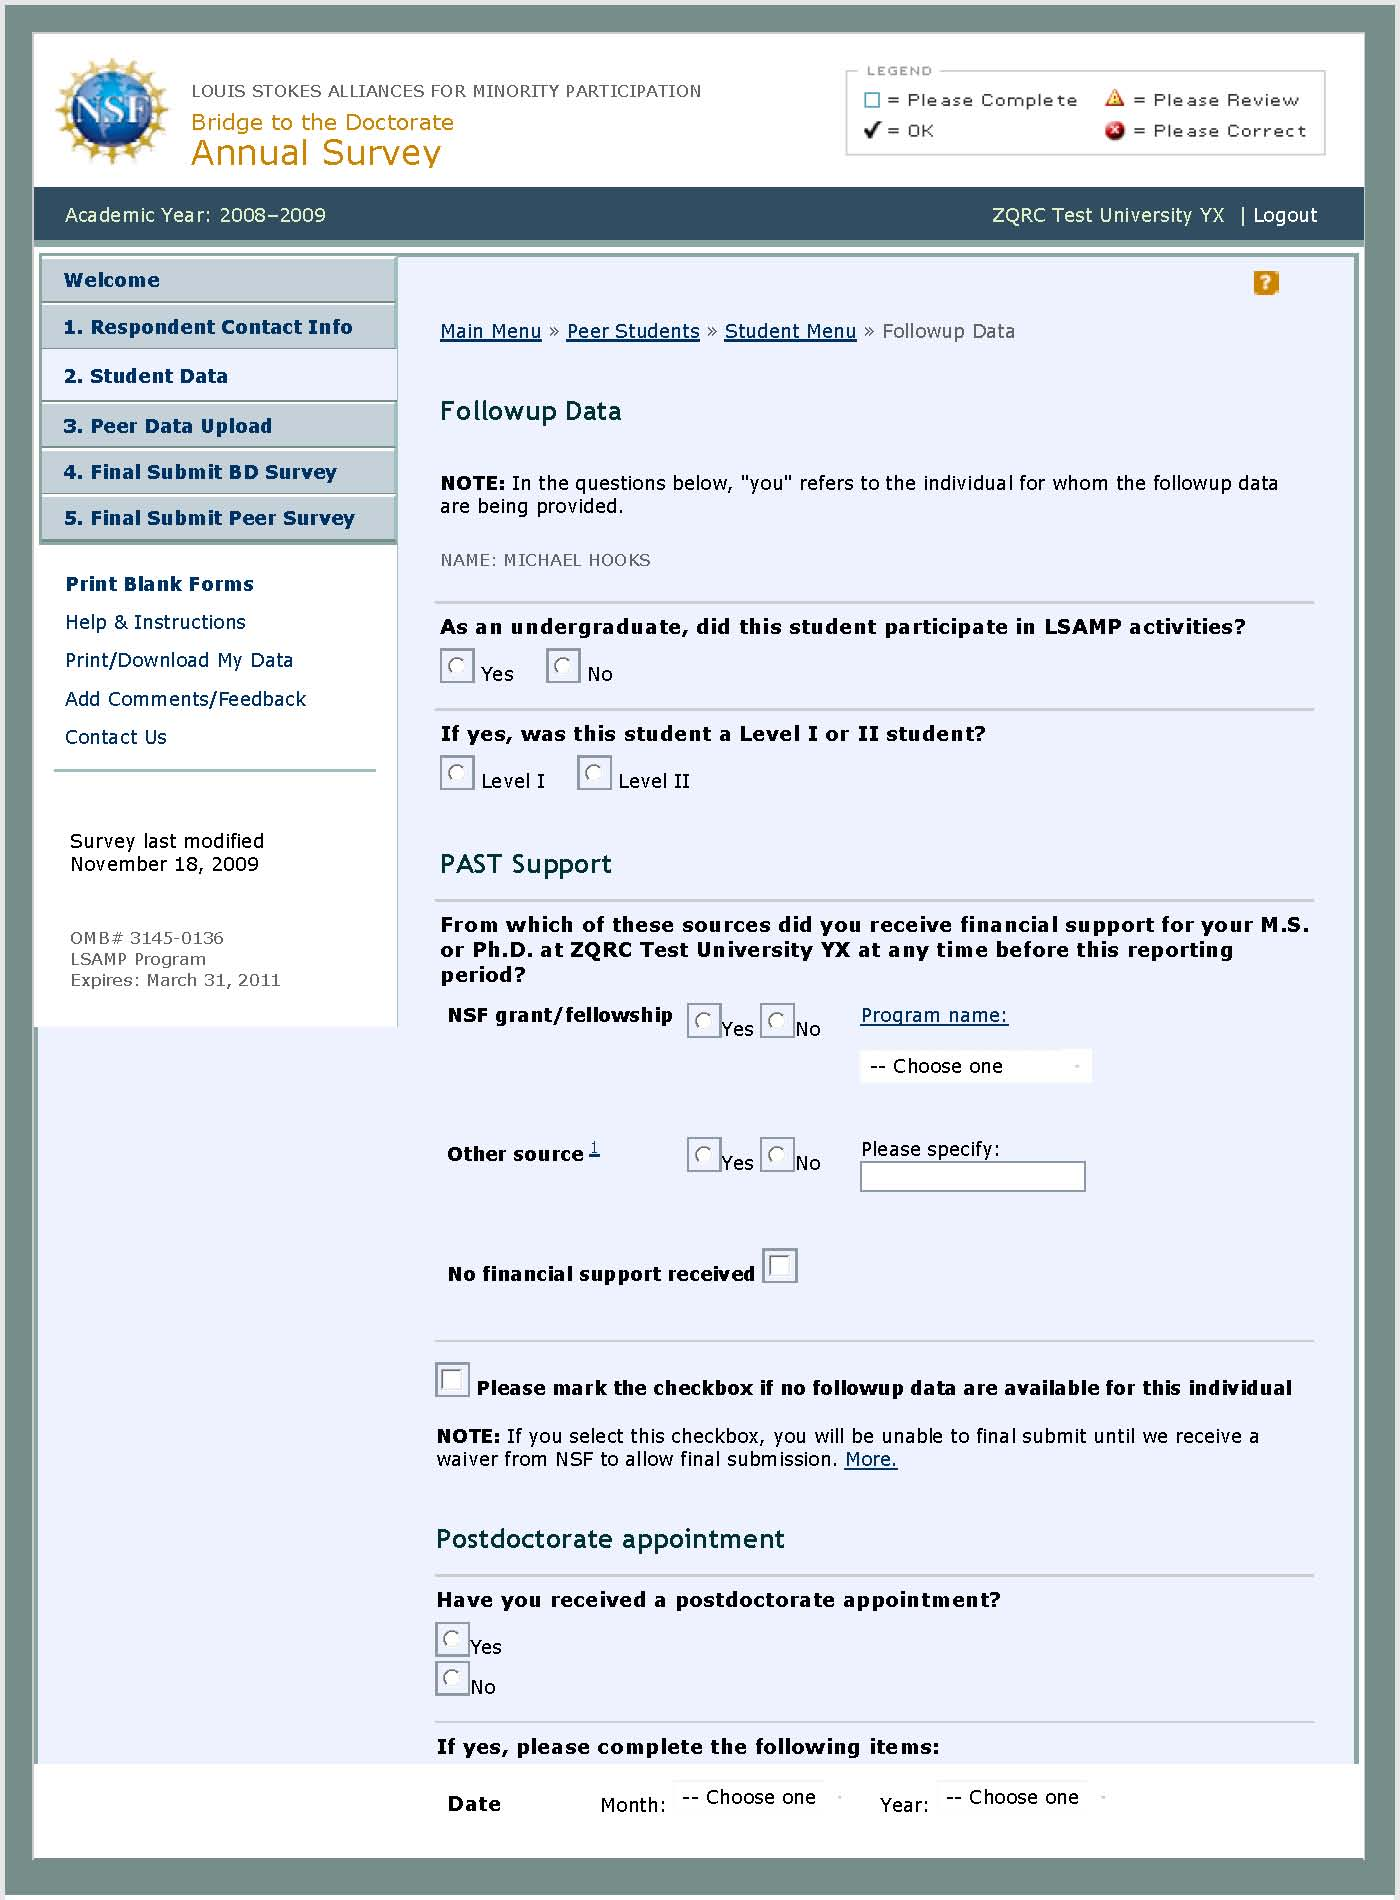 NSF
LOUIS STOKES ALLIANCES FOR MINORITY PARTICIPATION
Bridge to the Doctorate
Annual Survey
LEGEND
= Please Complete
= Please Review
= OK
= Please Correct
Academic Year: 2008–2009
ZQRC Test University YX | Logout
Welcome
1. Respondent Contact Info
2. Student Data
3. Peer Data Upload
4. Final Submit BD Survey
5. Final Submit Peer Survey
Print Blank Forms
Help & Instructions
Print/Download My Data
Add Comments/Feedback
Contact Us
Survey last modified
November 18, 2009
OMB# 3145-0136
LSAMP Program
Expires: March 31, 2011
?
Main Menu » Peer Students » Student Menu » Followup Data
Followup Data
NOTE: In the questions below, "you" refers to the individual for whom the followup data
are being provided.
NAME: MICHAEL HOOKS
As an undergraduate, did this student participate in LSAMP activities?
Yes No
If yes, was this student a Level I or II student?
Level I Level II
PAST Support
From which of these sources did you receive financial support for your M.S.
or Ph.D. at ZQRC Test University YX at any time before this reporting
period?
NSF grant/fellowship Yes No Program name:
-- Choose one
Other source 1 Yes No Please specify:
No financial support received
Please mark the checkbox if no followup data are available for this individual
NOTE: If you select this checkbox, you will be unable to final submit until we receive a
waiver from NSF to allow final submission. More.
Postdoctorate appointment
Have you received a postdoctorate appointment?
Yes
No
If yes, please complete the following items:
Date Month: -- Choose one Year: -- Choose one